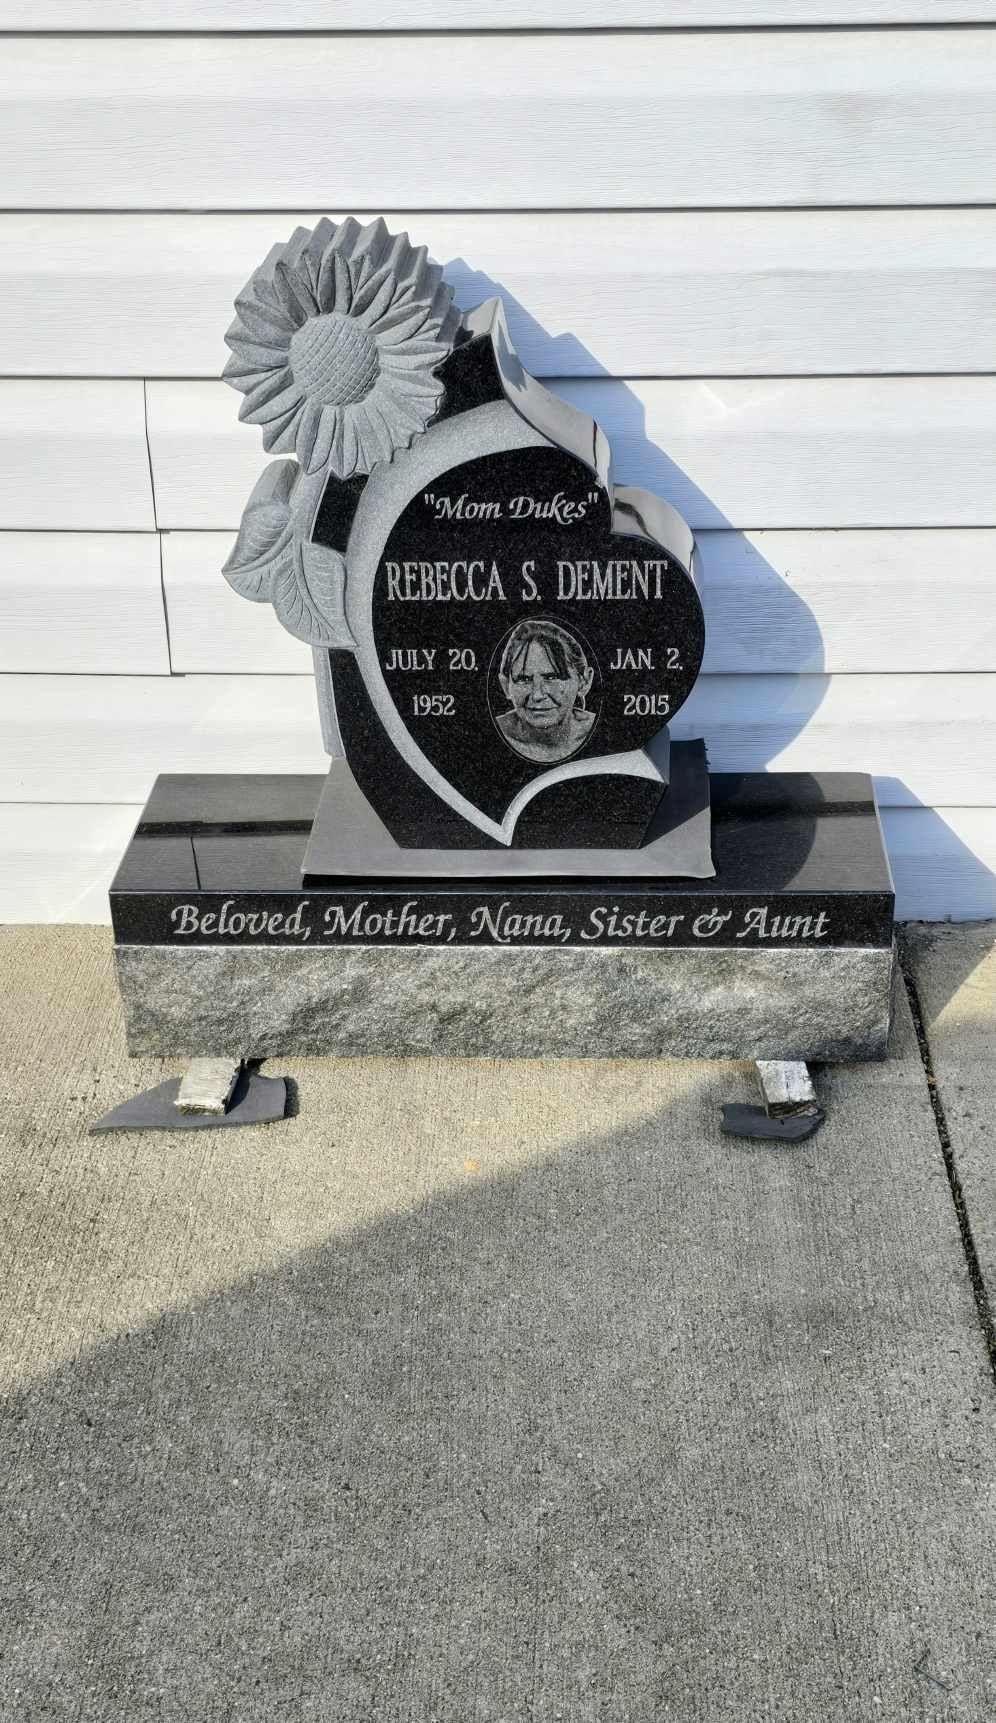 "Mom Dukes"
REBECCA S. DEMENT
JULY 20, JAN. 2,
1952 2015
Beloved, Mother, Nana, Sister & Aunt